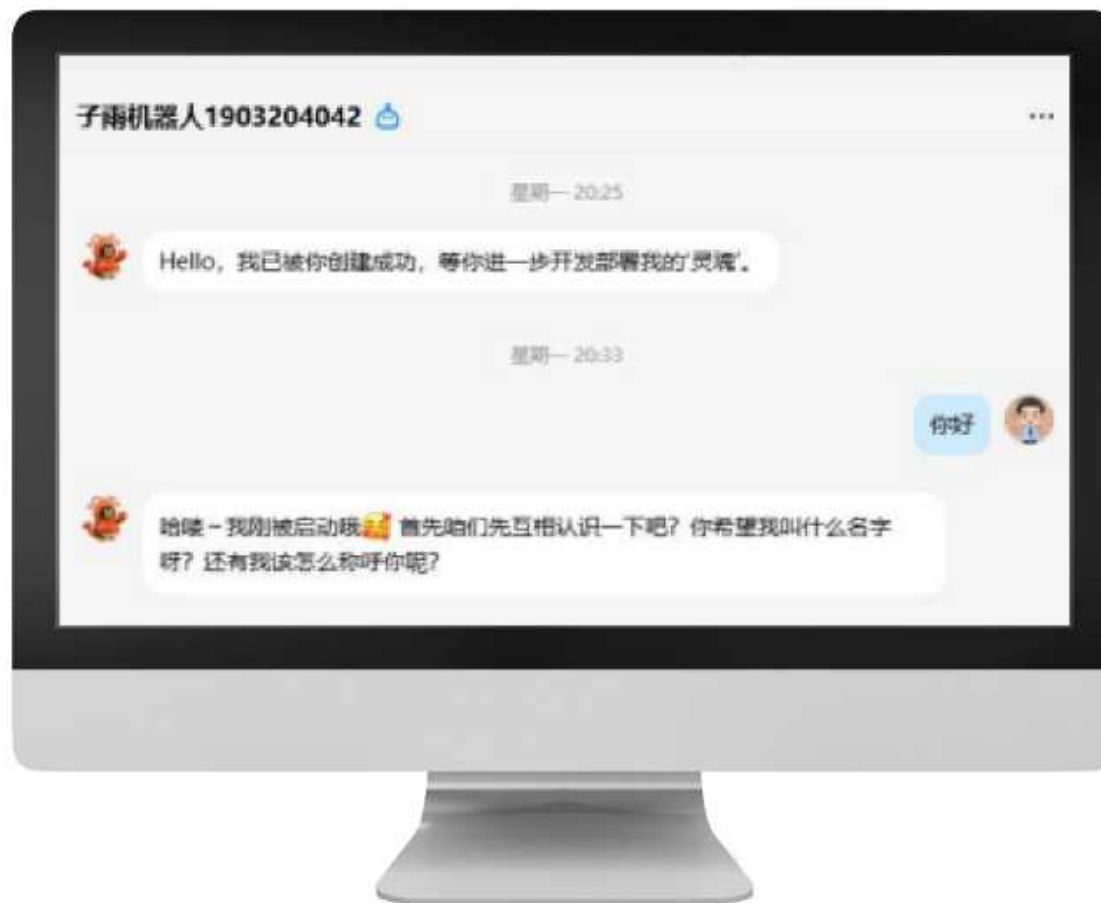 子雨机器人1903204042
星期一 20:25
Hello，我已被你创建成功，等你进一步开发部署我的‘灵魂’。
星期一 20:33
你好
哈喽～我刚被启动哦🥰 首先咱们先互相认识一下吧？你希望我叫什么名字
呀？还有我该怎么称呼你呢？